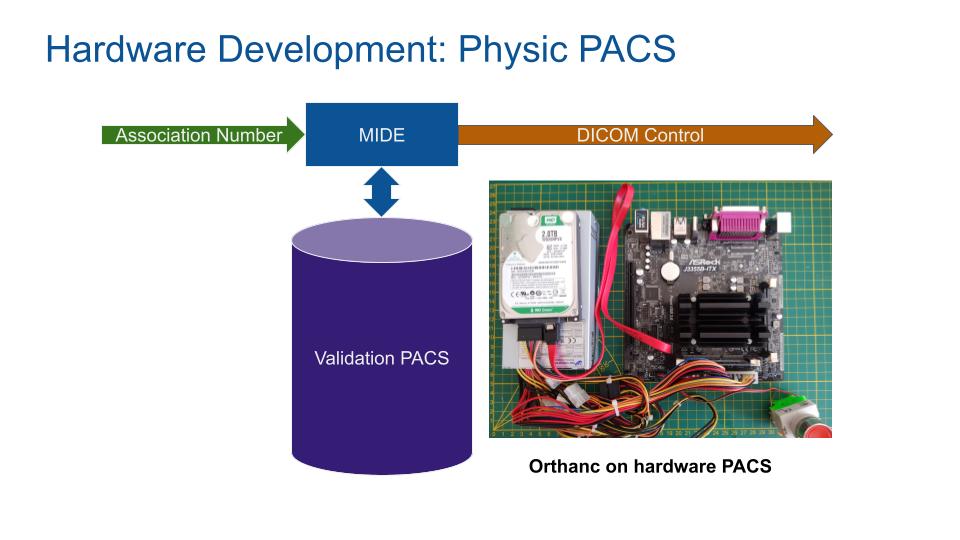 Hardware Development: Physic PACS
Association Number
MIDE
DICOM Control
Validation PACS
2.0TB
ASRock
J3355B-ITX
Orthanc on hardware PACS